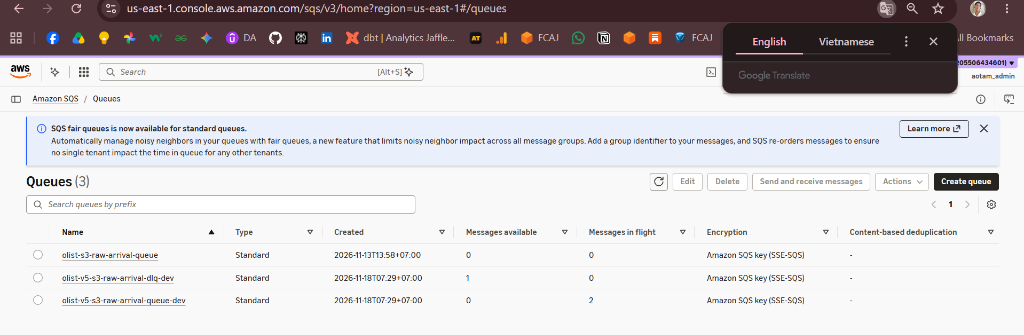 us-east-1.console.aws.amazon.com/sqs/v3/home?region=us-east-1#/queues
DA
dbt | Analytics Jaffle...
FCAJ
FCAJ
All Bookmarks
English
Vietnamese
Google Translate
aws
Search
[Alt+S]
205506434601)
aotam_admin
Amazon SQS / Queues
SQS fair queues is now available for standard queues.
Automatically manage noisy neighbors in your queues with fair queues, a new feature that limits noisy neighbor impact across all message groups. Add a group identifier to your messages, and SQS re-orders messages to ensure
no single tenant impact the time in queue for any other tenants.
Learn more
Queues (3)
Edit
Delete
Send and receive messages
Actions
Create queue
Search queues by prefix
1
Name Type Created Messages available Messages in flight Encryption Content-based deduplication
olist-s3-raw-arrival-queue Standard 2026-11-13T13:58+07:00 0 0 Amazon SQS key (SSE-SQS) -
olist-v5-s3-raw-arrival-dlq-dev Standard 2026-11-18T07:29+07:00 1 0 Amazon SQS key (SSE-SQS) -
olist-v5-s3-raw-arrival-queue-dev Standard 2026-11-18T07:29+07:00 0 2 Amazon SQS key (SSE-SQS) -